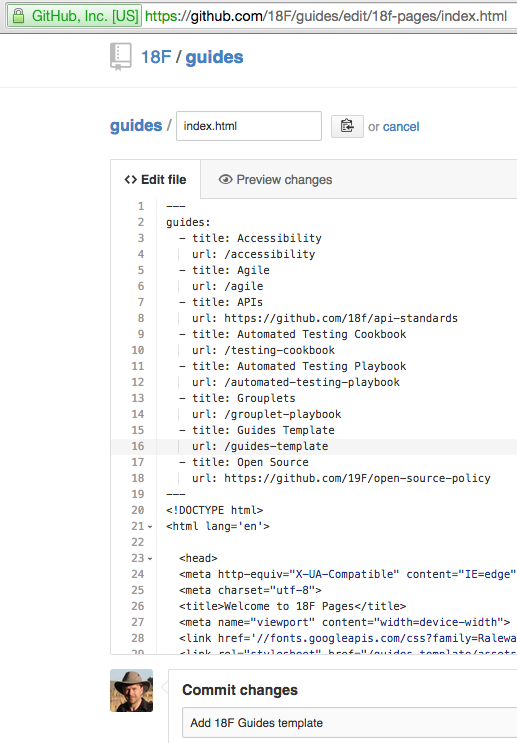 GitHub, Inc. [US] https://github.com/18F/guides/edit/18f-pages/index.html
18F / guides
guides / index.html or cancel
<> Edit file Preview changes
1 ---
2 guides:
3 - title: Accessibility
4 url: /accessibility
5 - title: Agile
6 url: /agile
7 - title: APIs
8 url: https://github.com/18f/api-standards
9 - title: Automated Testing Cookbook
10 url: /testing-cookbook
11 - title: Automated Testing Playbook
12 url: /automated-testing-playbook
13 - title: Grouplets
14 url: /grouplet-playbook
15 - title: Guides Template
16 url: /guides-template
17 - title: Open Source
18 url: https://github.com/19F/open-source-policy
19 ---
20 <!DOCTYPE html>
21 <html lang='en'>
22
23 <head>
24 <meta http-equiv="X-UA-Compatible" content="IE=edge"
25 <meta charset="utf-8">
26 <title>Welcome to 18F Pages</title>
27 <meta name="viewport" content="width=device-width">
28 <link href='//fonts.googleapis.com/css?family=Ralewa
29 <link rel="stylesheet" href="/guides-template/assets
Commit changes
Add 18F Guides template